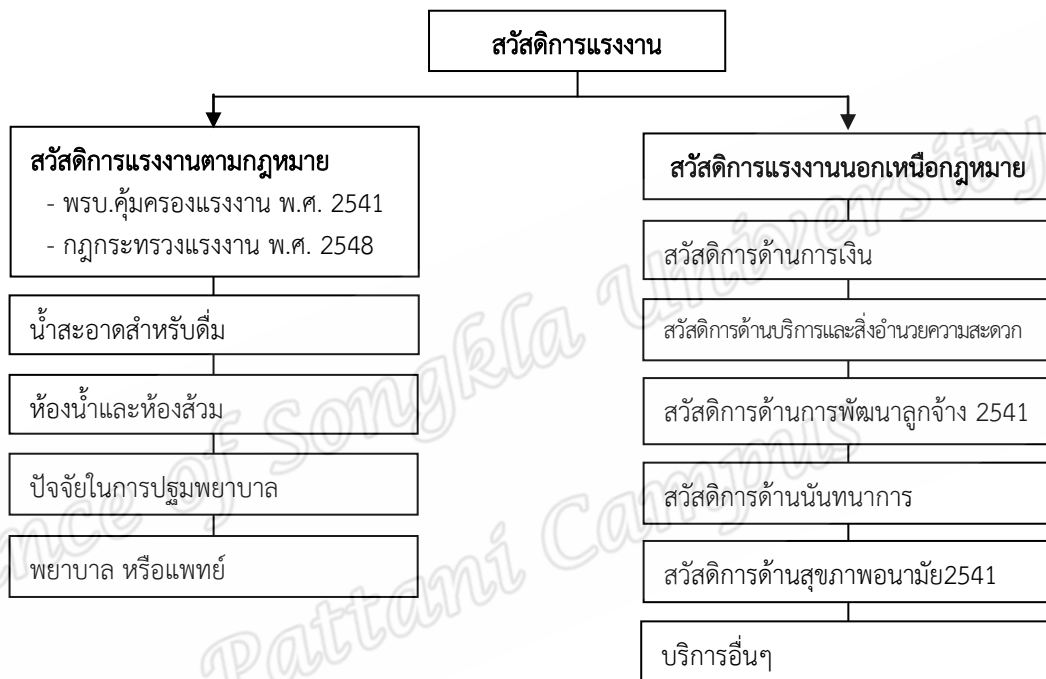 สวัสดิการแรงงาน
สวัสดิการแรงงานตามกฎหมาย
- พรบ.คุ้มครองแรงงาน พ.ศ. 2541
- กฎกระทรวงแรงงาน พ.ศ. 2548
น้ำสะอาดสำหรับดื่ม
ห้องน้ำและห้องส้วม
ปัจจัยในการปฐมพยาบาล
พยาบาล หรือแพทย์
สวัสดิการแรงงานนอกเหนือกฎหมาย
สวัสดิการด้านการเงิน
สวัสดิการด้านบริการและสิ่งอำนวยความสะดวก
สวัสดิการด้านการพัฒนาลูกจ้าง 2541
สวัสดิการด้านนันทนาการ
สวัสดิการด้านสุขภาพอนามัย2541
บริการอื่นๆ
of Songkla University
Pattani Campus